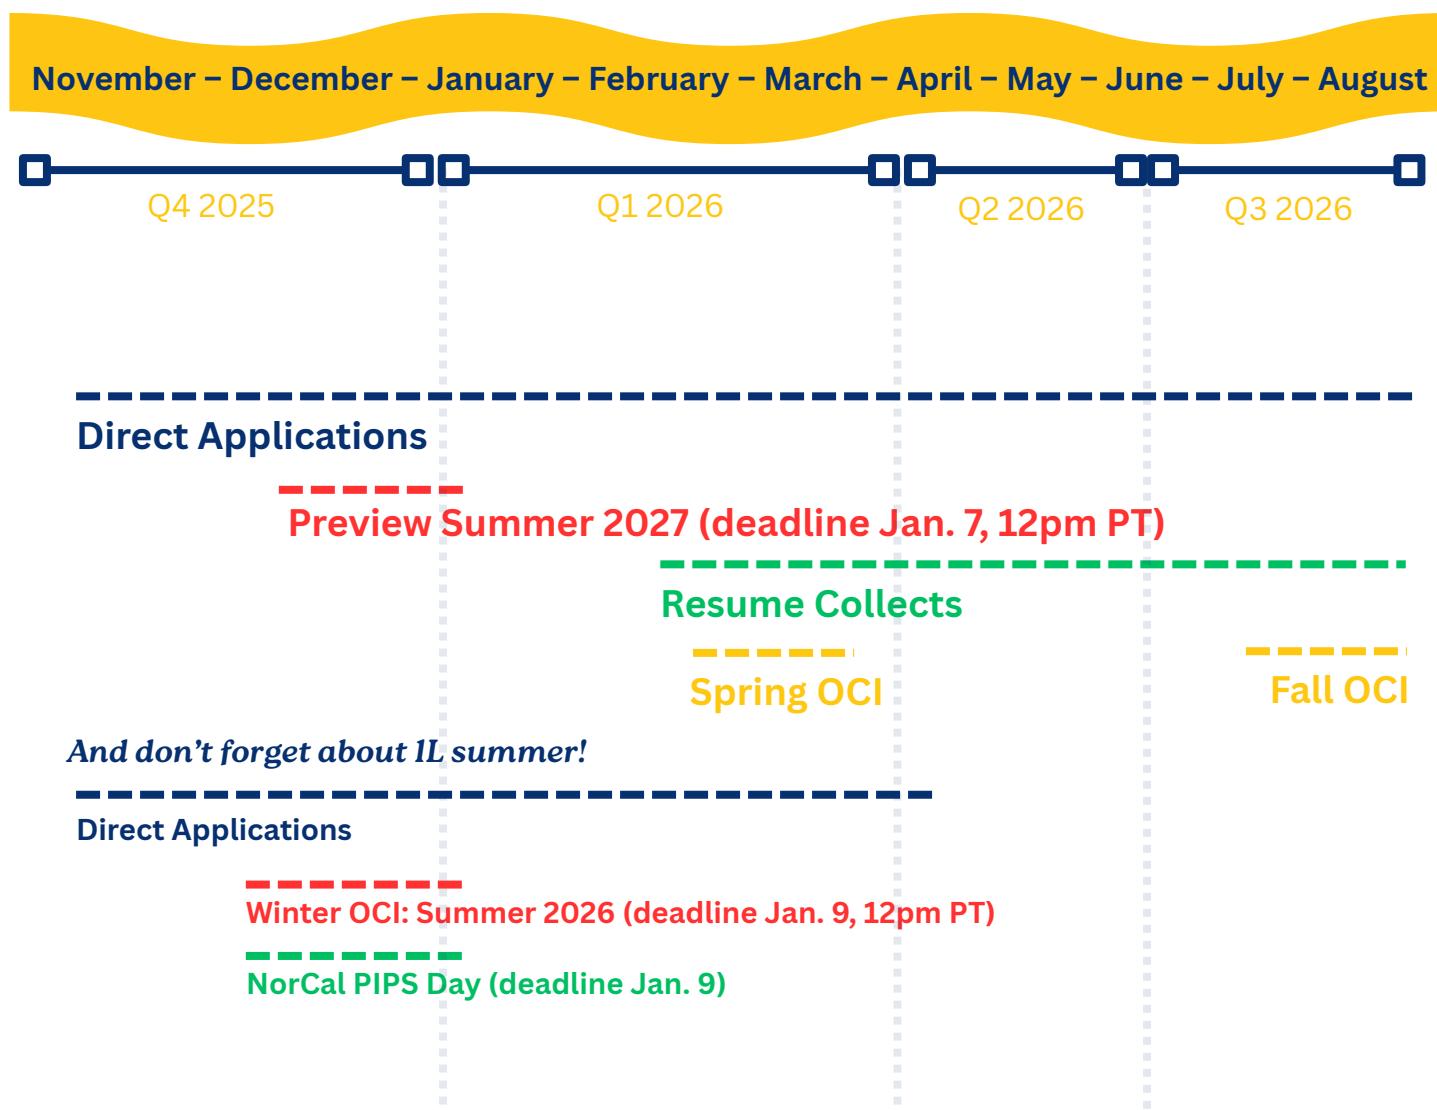 November – December – January – February – March – April – May – June – July – August
Q4 2025
Q1 2026
Q2 2026
Q3 2026
Direct Applications
Preview Summer 2027 (deadline Jan. 7, 12pm PT)
Resume Collects
Spring OCI
Fall OCI
And don't forget about 1L summer!
Direct Applications
Winter OCI: Summer 2026 (deadline Jan. 9, 12pm PT)
NorCal PIPS Day (deadline Jan. 9)